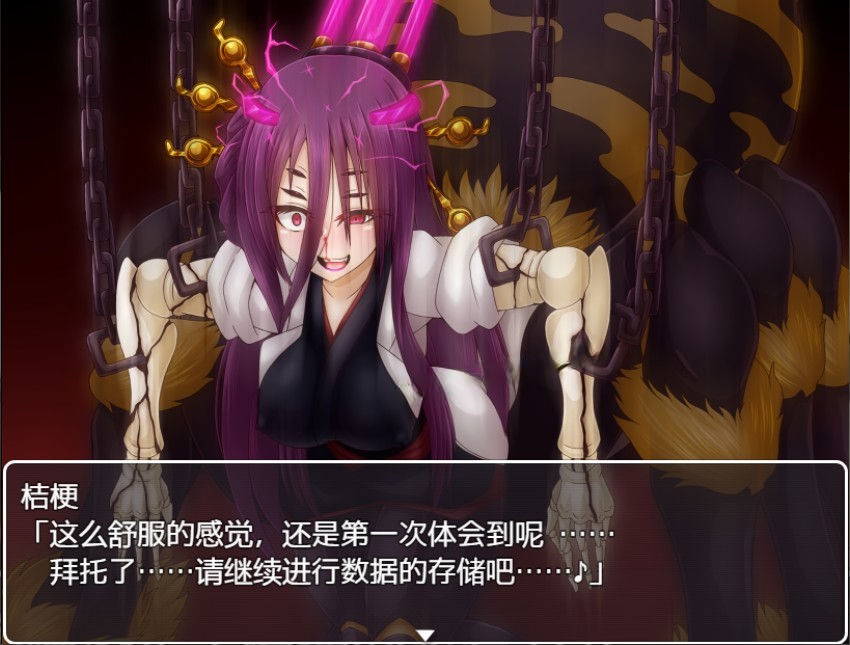 桔梗
「这么舒服的感觉，还是第一次体会到呢 ……
拜托了……请继续进行数据的存储吧……♪」